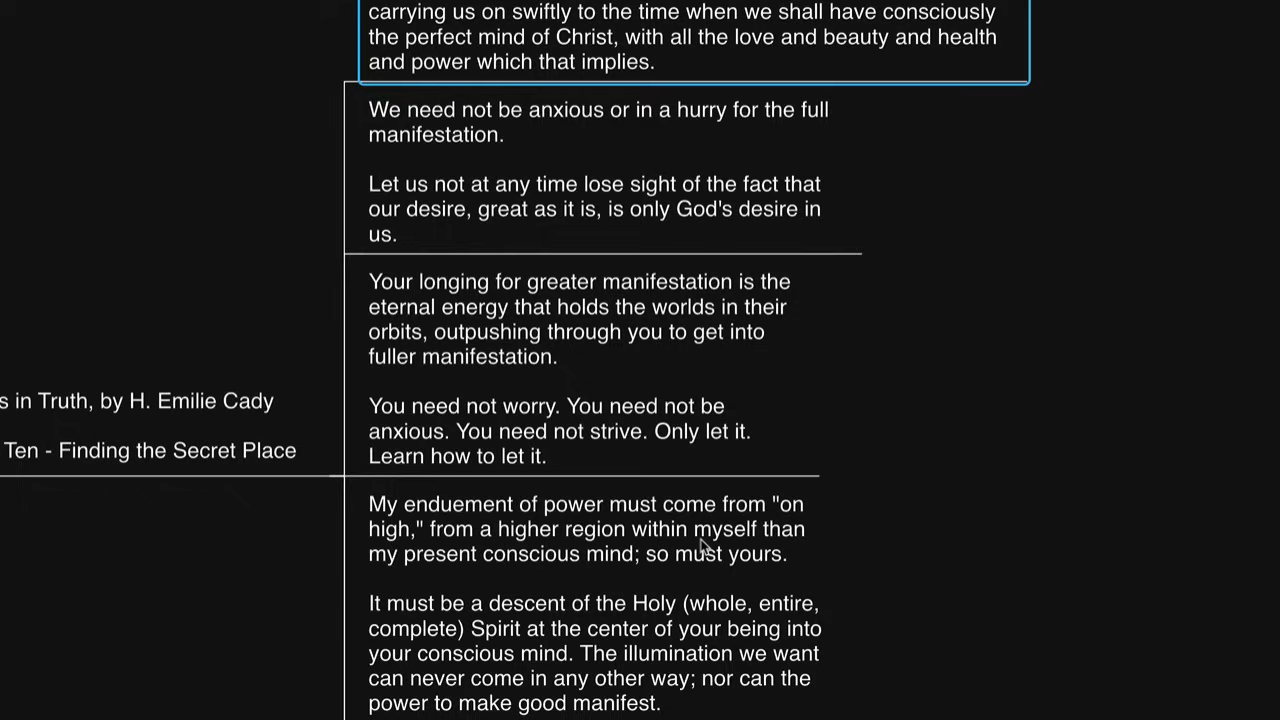 carrying us on swiftly to the time when we shall have consciously
the perfect mind of Christ, with all the love and beauty and health
and power which that implies.
We need not be anxious or in a hurry for the full
manifestation.
Let us not at any time lose sight of the fact that
our desire, great as it is, is only God's desire in
us.
Your longing for greater manifestation is the
eternal energy that holds the worlds in their
orbits, outpushing through you to get into
fuller manifestation.
You need not worry. You need not be
anxious. You need not strive. Only let it.
Learn how to let it.
s in Truth, by H. Emilie Cady
Ten - Finding the Secret Place
My enduement of power must come from "on
high," from a higher region within myself than
my present conscious mind; so must yours.
It must be a descent of the Holy (whole, entire,
complete) Spirit at the center of your being into
your conscious mind. The illumination we want
can never come in any other way; nor can the
power to make good manifest.